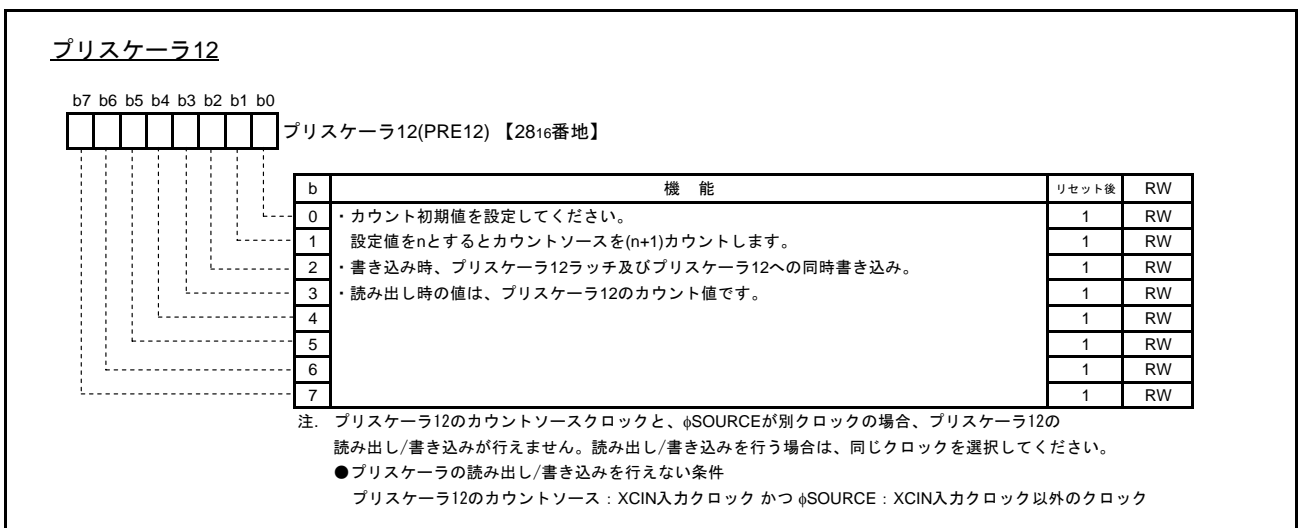 プリスケーラ12
b7 b6 b5 b4 b3 b2 b1 b0
プリスケーラ12(PRE12) 【2816番地】
b 機 能 リセット後 RW
0 ・カウント初期値を設定してください。 1 RW
1 設定値をnとするとカウントソースを(n+1)カウントします。 1 RW
2 ・書き込み時、プリスケーラ12ラッチ及びプリスケーラ12への同時書き込み。 1 RW
3 ・読み出し時の値は、プリスケーラ12のカウント値です。 1 RW
4 1 RW
5 1 RW
6 1 RW
7 1 RW
注. プリスケーラ12のカウントソースクロックと、φSOURCEが別クロックの場合、プリスケーラ12の
読み出し/書き込みが行えません。読み出し/書き込みを行う場合は、同じクロックを選択してください。
●プリスケーラの読み出し/書き込みを行えない条件
プリスケーラ12のカウントソース：XCIN入力クロック かつ φSOURCE：XCIN入力クロック以外のクロック